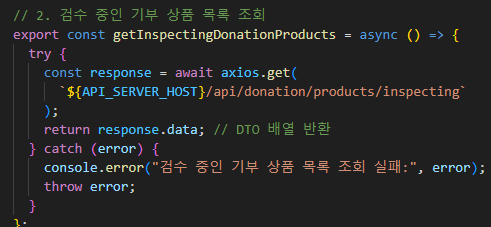 // 2. 검수 중인 기부 상품 목록 조회
export const getInspectingDonationProducts = async () => {
try {
const response = await axios.get(
`${API_SERVER_HOST}/api/donation/products/inspecting`
);
return response.data; // DTO 배열 반환
} catch (error) {
console.error("검수 중인 기부 상품 목록 조회 실패:", error);
throw error;
}
};